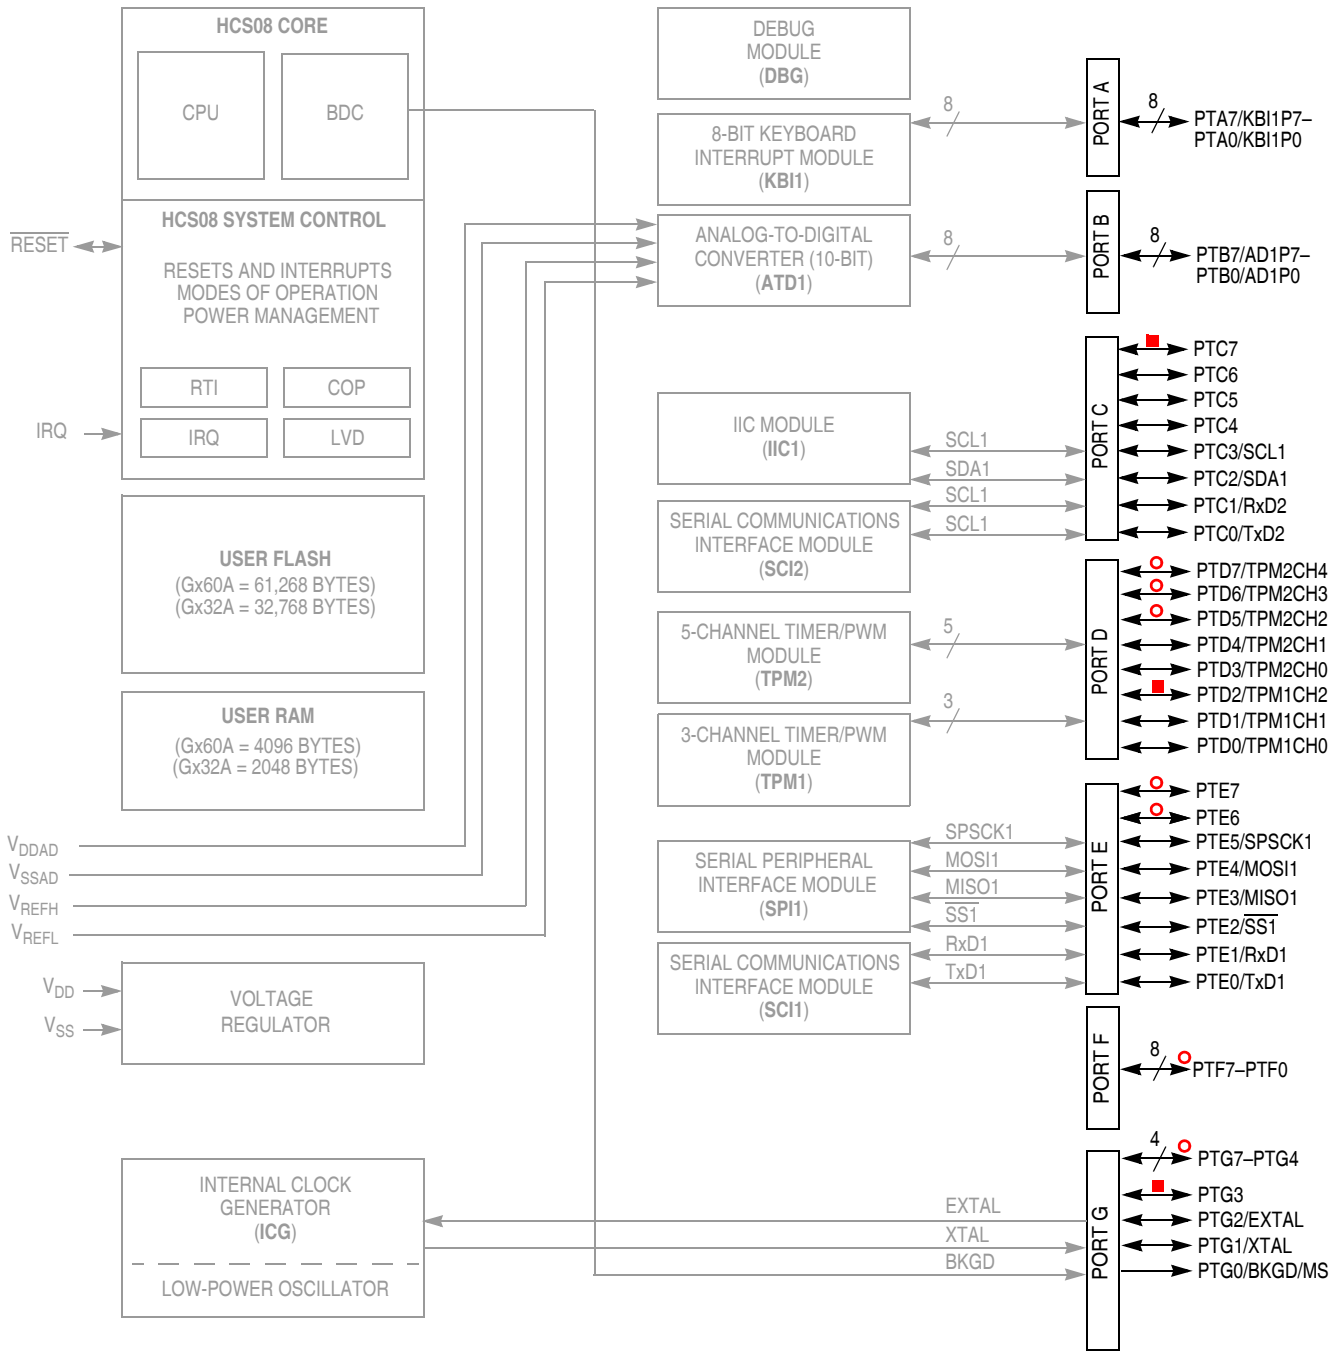 HCS08 CORE
CPU
BDC
HCS08 SYSTEM CONTROL
RESET
RESETS AND INTERRUPTS
MODES OF OPERATION
POWER MANAGEMENT
RTI
COP
IRQ
IRQ
LVD
USER FLASH
(Gx60A = 61,268 BYTES)
(Gx32A = 32,768 BYTES)
USER RAM
(Gx60A = 4096 BYTES)
(Gx32A = 2048 BYTES)
VDDAD
VSSAD
VREFH
VREFL
VDD
VSS
VOLTAGE
REGULATOR
INTERNAL CLOCK
GENERATOR
(ICG)
LOW-POWER OSCILLATOR
DEBUG
MODULE
(DBG)
8-BIT KEYBOARD
INTERRUPT MODULE
(KBI1)
8
ANALOG-TO-DIGITAL
CONVERTER (10-BIT)
(ATD1)
8
IIC MODULE
(IIC1)
SCL1
SDA1
SERIAL COMMUNICATIONS
INTERFACE MODULE
(SCI2)
SCL1
SCL1
5-CHANNEL TIMER/PWM
MODULE
(TPM2)
5
3-CHANNEL TIMER/PWM
MODULE
(TPM1)
3
SERIAL PERIPHERAL
INTERFACE MODULE
(SPI1)
SPSCK1
MOSI1
MISO1
SS1
SERIAL COMMUNICATIONS
INTERFACE MODULE
(SCI1)
RxD1
TxD1
EXTAL
XTAL
BKGD
PORT A
8
PTA7/KBI1P7–
PTA0/KBI1P0
PORT B
8
PTB7/AD1P7–
PTB0/AD1P0
PORT C
PTC7
PTC6
PTC5
PTC4
PTC3/SCL1
PTC2/SDA1
PTC1/RxD2
PTC0/TxD2
PORT D
PTD7/TPM2CH4
PTD6/TPM2CH3
PTD5/TPM2CH2
PTD4/TPM2CH1
PTD3/TPM2CH0
PTD2/TPM1CH2
PTD1/TPM1CH1
PTD0/TPM1CH0
PORT E
PTE7
PTE6
PTE5/SPSCK1
PTE4/MOSI1
PTE3/MISO1
PTE2/SS1
PTE1/RxD1
PTE0/TxD1
PORT F
8
PTF7–PTF0
PORT G
4
PTG7–PTG4
PTG3
PTG2/EXTAL
PTG1/XTAL
PTG0/BKGD/MS